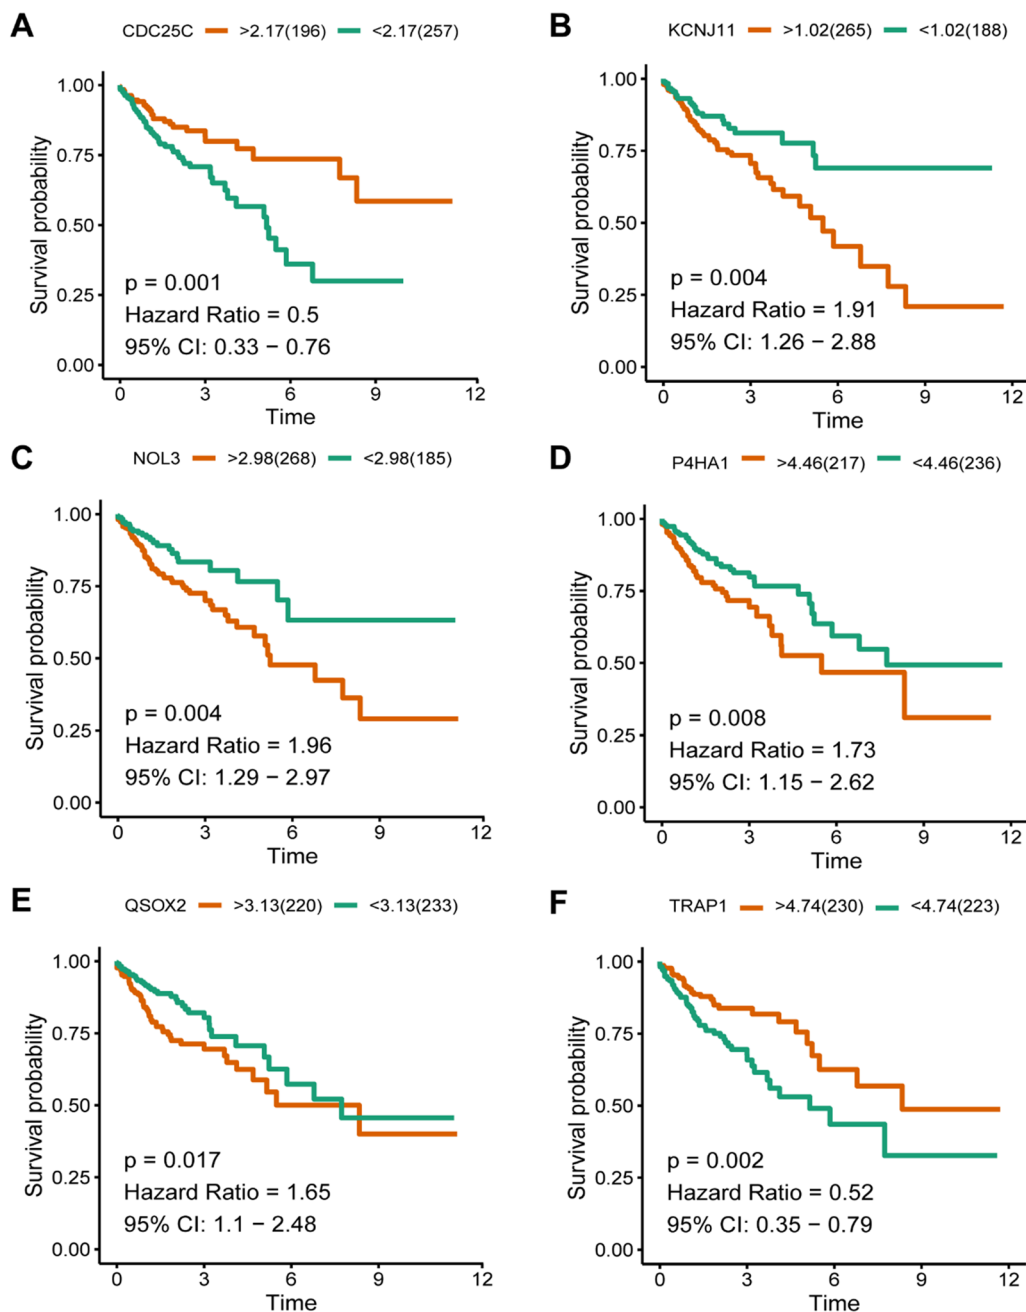 A
CDC25C >2.17(196) <2.17(257)
1.00
0.75
0.50
0.25
0.00
Survival probability
p = 0.001
Hazard Ratio = 0.5
95% CI: 0.33 − 0.76
0 3 6 9 12
Time
B
KCNJ11 >1.02(265) <1.02(188)
1.00
0.75
0.50
0.25
0.00
Survival probability
p = 0.004
Hazard Ratio = 1.91
95% CI: 1.26 − 2.88
0 3 6 9 12
Time
C
NOL3 >2.98(268) <2.98(185)
1.00
0.75
0.50
0.25
0.00
Survival probability
p = 0.004
Hazard Ratio = 1.96
95% CI: 1.29 − 2.97
0 3 6 9 12
Time
D
P4HA1 >4.46(217) <4.46(236)
1.00
0.75
0.50
0.25
0.00
Survival probability
p = 0.008
Hazard Ratio = 1.73
95% CI: 1.15 − 2.62
0 3 6 9 12
Time
E
QSOX2 >3.13(220) <3.13(233)
1.00
0.75
0.50
0.25
0.00
Survival probability
p = 0.017
Hazard Ratio = 1.65
95% CI: 1.1 − 2.48
0 3 6 9 12
Time
F
TRAP1 >4.74(230) <4.74(223)
1.00
0.75
0.50
0.25
0.00
Survival probability
p = 0.002
Hazard Ratio = 0.52
95% CI: 0.35 − 0.79
0 3 6 9 12
Time